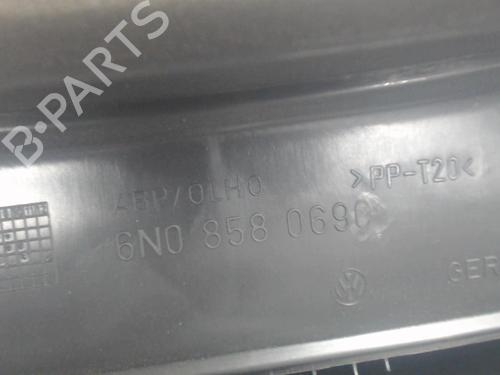 B-PARTS
ABP/OLHO >PP-T20<
6N0 858 069C
GER